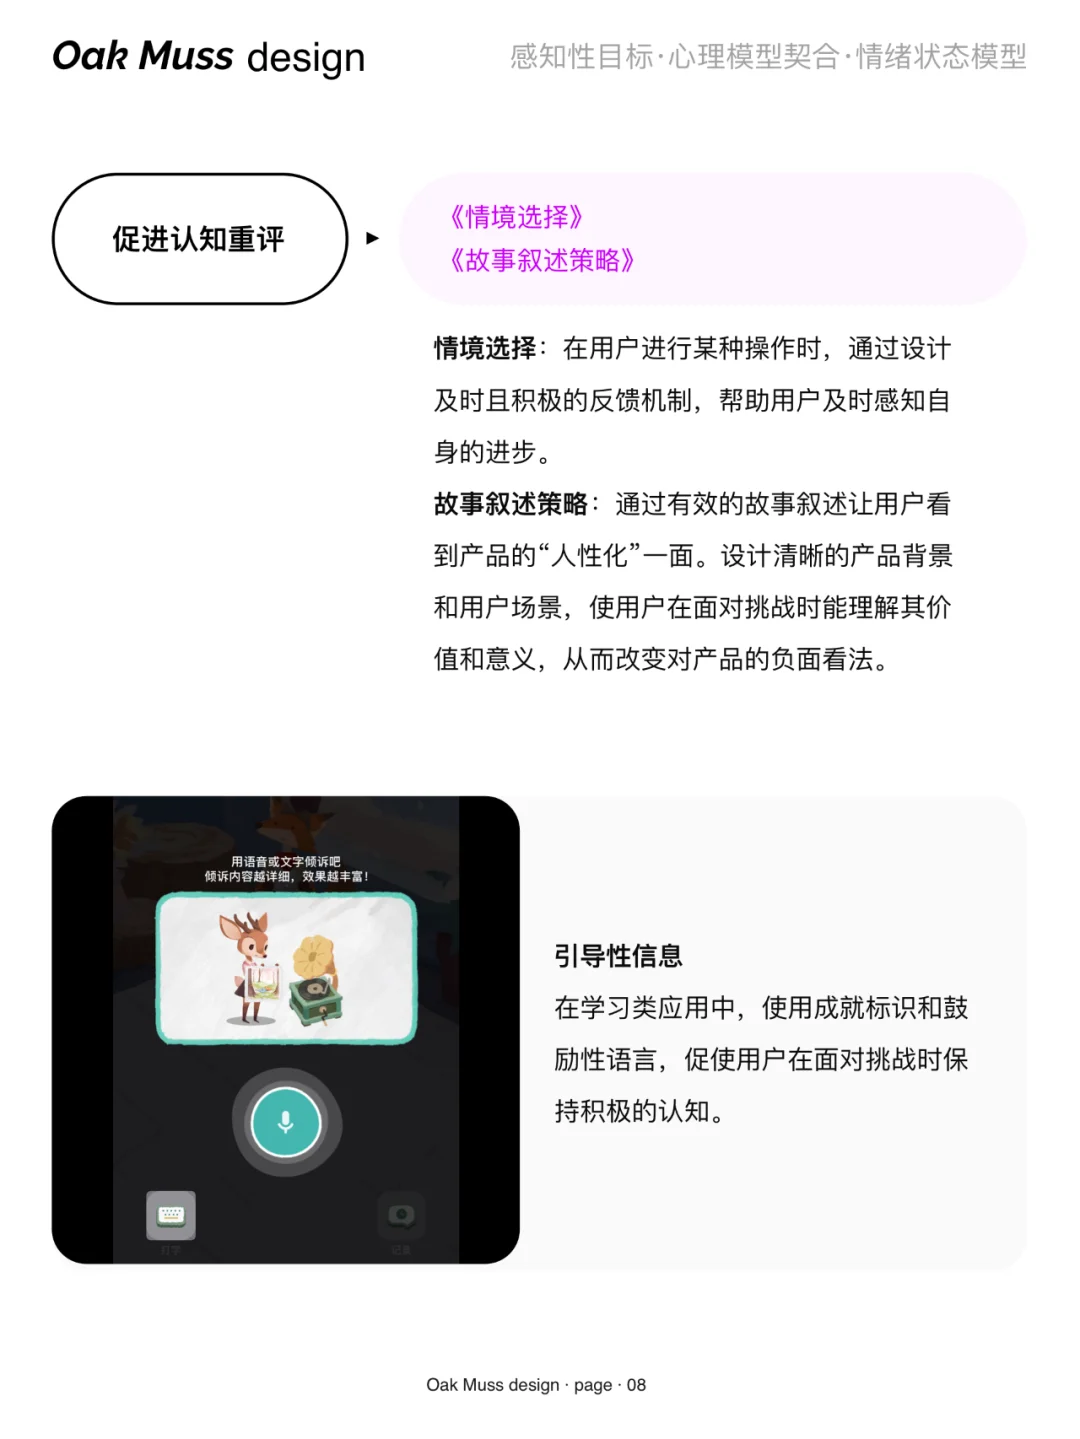 Oak Muss design
感知性目标·心理模型契合·情绪状态模型
促进认知重评
《情境选择》
《故事叙述策略》
情境选择：在用户进行某种操作时，通过设计
及时且积极的反馈机制，帮助用户及时感知自
身的进步。
故事叙述策略：通过有效的故事叙述让用户看
到产品的“人性化”一面。设计清晰的产品背景
和用户场景，使用户在面对挑战时能理解其价
值和意义，从而改变对产品的负面看法。
用语音或文字倾诉吧
倾诉内容越详细，效果越丰富！
打字
引导性信息
在学习类应用中，使用成就标识和鼓
励性语言，促使用户在面对挑战时保
持积极的认知。
Oak Muss design · page · 08